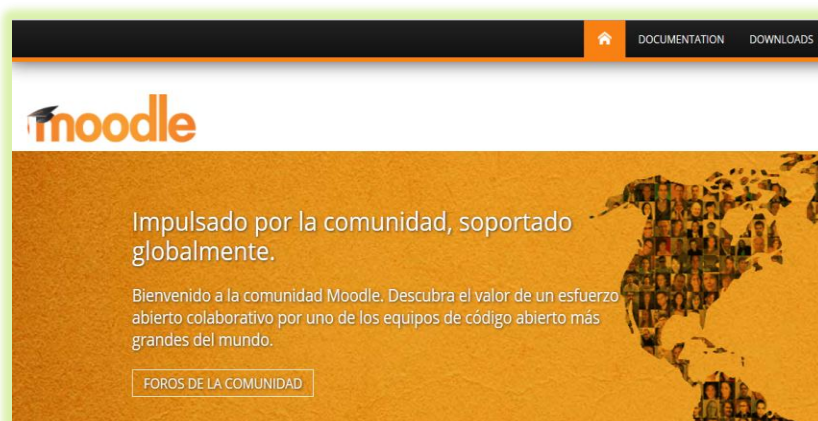 DOCUMENTATION DOWNLOADS
moodle
Impulsado por la comunidad, soportado
globalmente.
Bienvenido a la comunidad Moodle. Descubra el valor de un esfuerzo
abierto colaborativo por uno de los equipos de código abierto más
grandes del mundo.
FOROS DE LA COMUNIDAD